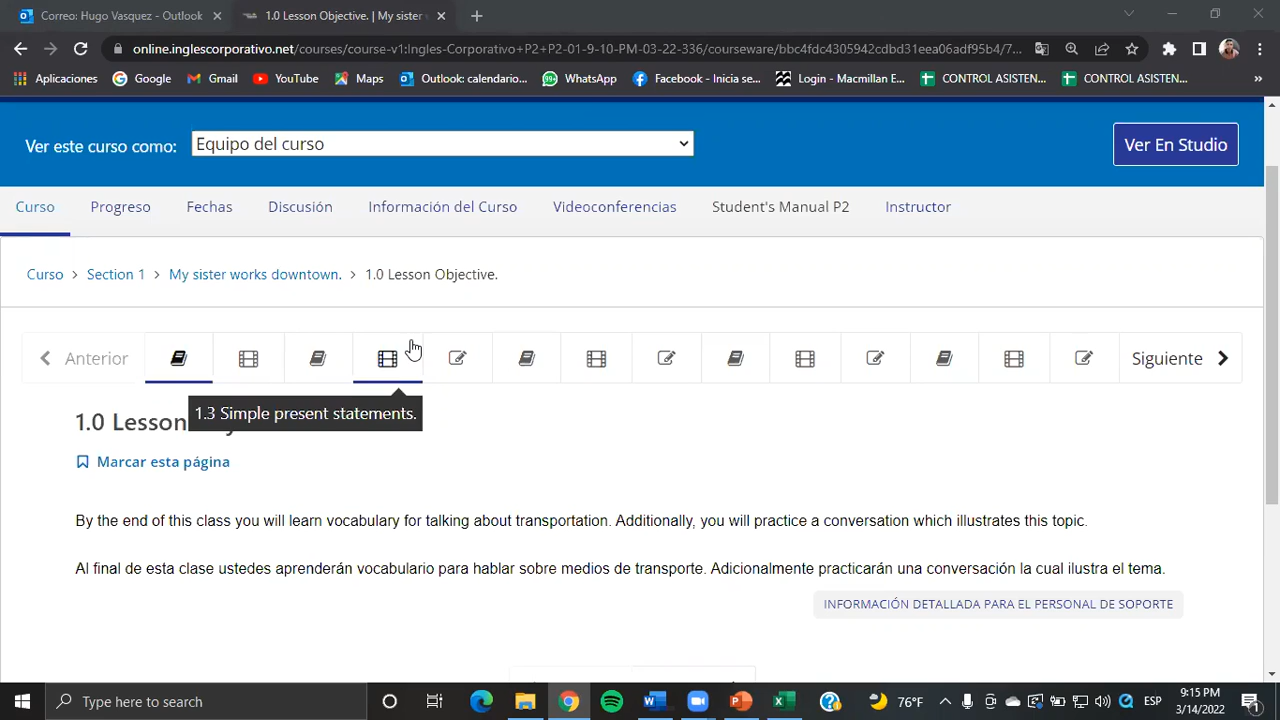 Correo: Hugo Vasquez - Outlook
1.0 Lesson Objective. | My sister
online.inglescorporativo.net/courses/course-v1:Ingles-Corporativo+P2+P2-01-9-10-PM-03-22-336/courseware/bbc4fdc4305942cdbd31eea06adf95b4/7...
Aplicaciones Google Gmail YouTube Maps Outlook: calendario... 99+ WhatsApp Facebook - Inicia se... Login - Macmillan E... CONTROL ASISTEN... CONTROL ASISTEN... »
Ver este curso como: Equipo del curso Ver En Studio
Curso Progreso Fechas Discusión Información del Curso Videoconferencias Student's Manual P2 Instructor
Curso > Section 1 > My sister works downtown. > 1.0 Lesson Objective.
Anterior Siguiente
1.3 Simple present statements.
1.0 Lesson
Marcar esta página
By the end of this class you will learn vocabulary for talking about transportation. Additionally, you will practice a conversation which illustrates this topic.
Al final de esta clase ustedes aprenderán vocabulario para hablar sobre medios de transporte. Adicionalmente practicarán una conversación la cual ilustra el tema.
INFORMACIÓN DETALLADA PARA EL PERSONAL DE SOPORTE
Type here to search 76°F ESP 9:15 PM
3/14/2022